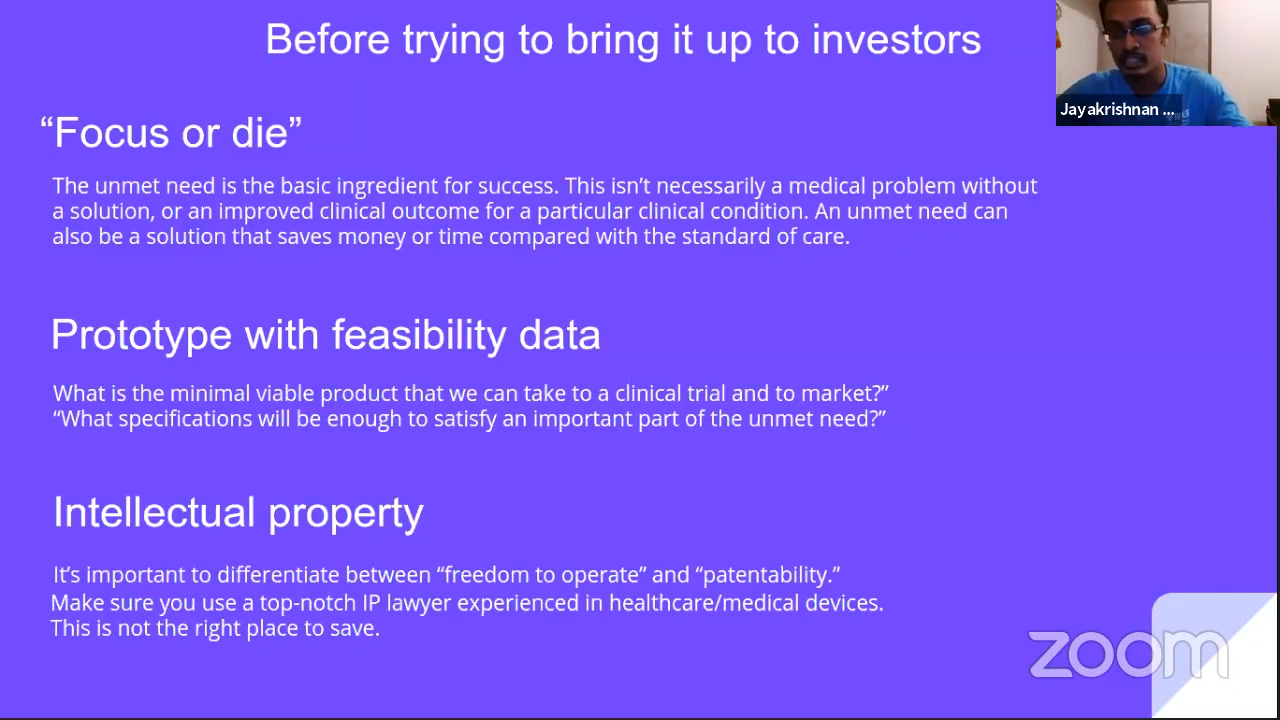 Before trying to bring it up to investors
Jayakrishnan ...
“Focus or die”
The unmet need is the basic ingredient for success. This isn’t necessarily a medical problem without
a solution, or an improved clinical outcome for a particular clinical condition. An unmet need can
also be a solution that saves money or time compared with the standard of care.
Prototype with feasibility data
What is the minimal viable product that we can take to a clinical trial and to market?”
“What specifications will be enough to satisfy an important part of the unmet need?”
Intellectual property
It’s important to differentiate between “freedom to operate” and “patentability.”
Make sure you use a top-notch IP lawyer experienced in healthcare/medical devices.
This is not the right place to save.
zoom